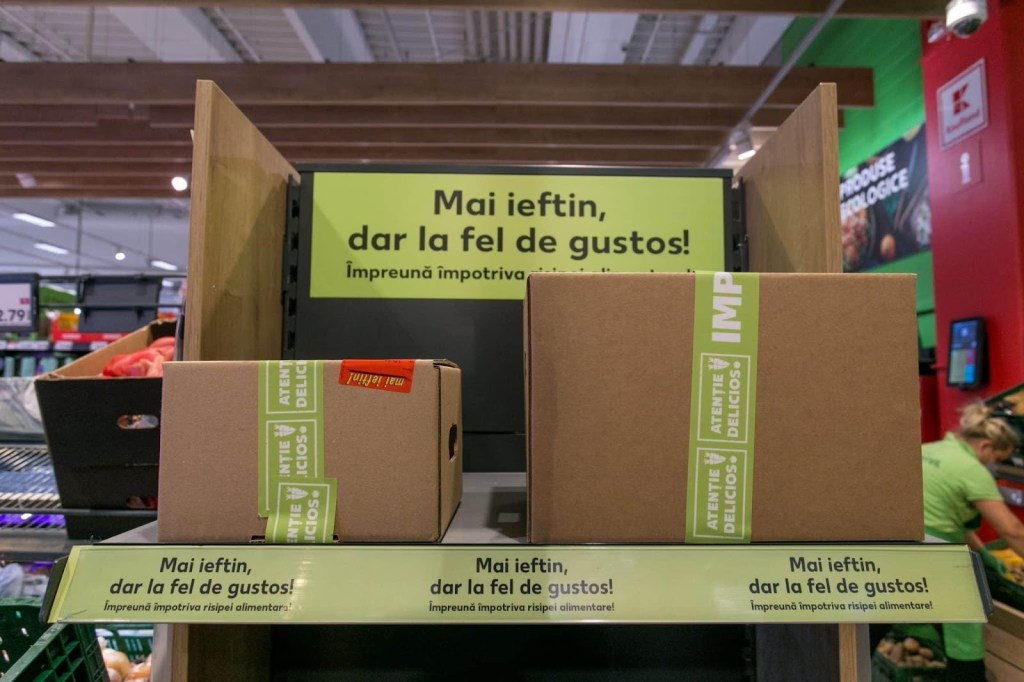 Mai ieftin,
dar la fel de gustos!
Împreună împotriva risipei alimentare!
K
Kaufland
PRODUSE
ECOLOGICE
2.79
ATENȚIE
DELICIOS
mai ieftin!
ATENȚIE
DELICIOS
IMP
ATENȚIE
DELICIOS
ATENȚIE
DELICIOS
Mai ieftin,
dar la fel de gustos!
Împreună împotriva risipei alimentare!
Mai ieftin,
dar la fel de gustos!
Împreună împotriva risipei alimentare!
Mai ieftin,
dar la fel de gustos!
Împreună împotriva risipei alimentare!